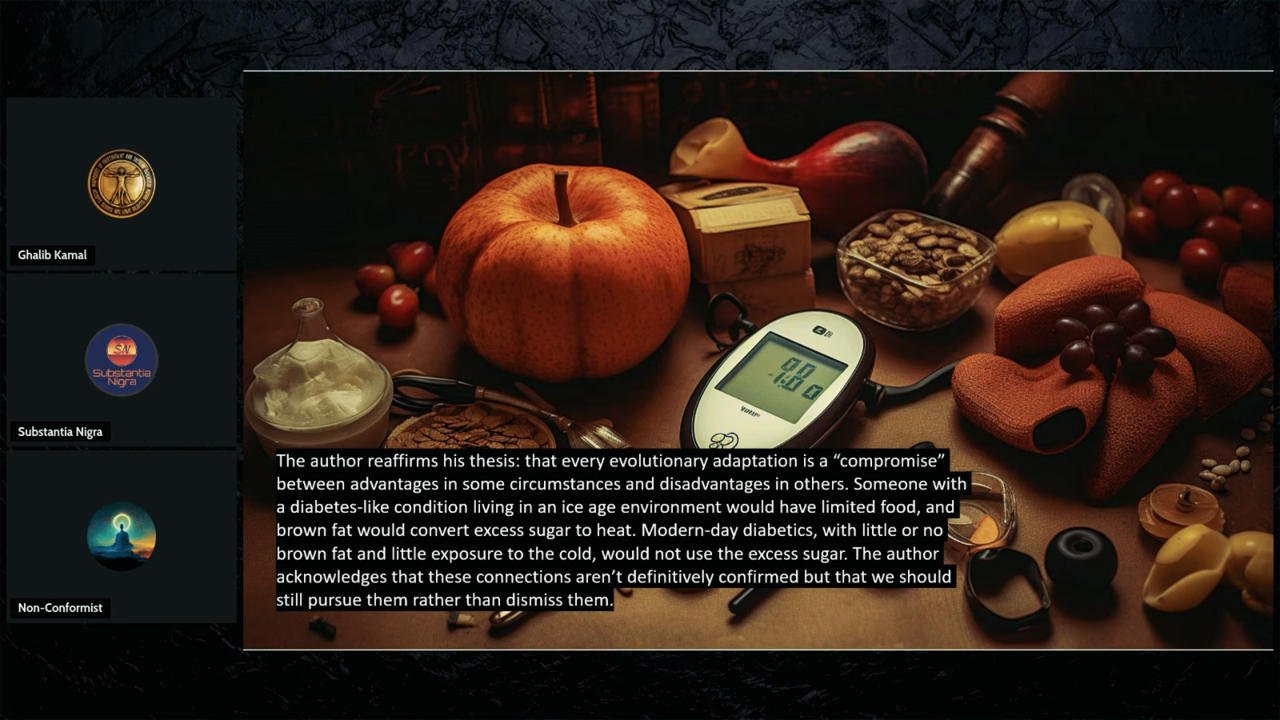 Ghalib Kamal
SN
Substantia
Nigra
Substantia Nigra
Non-Conformist
The author reaffirms his thesis: that every evolutionary adaptation is a “compromise”
between advantages in some circumstances and disadvantages in others. Someone with
a diabetes-like condition living in an ice age environment would have limited food, and
brown fat would convert excess sugar to heat. Modern-day diabetics, with little or no
brown fat and little exposure to the cold, would not use the excess sugar. The author
acknowledges that these connections aren’t definitively confirmed but that we should
still pursue them rather than dismiss them.